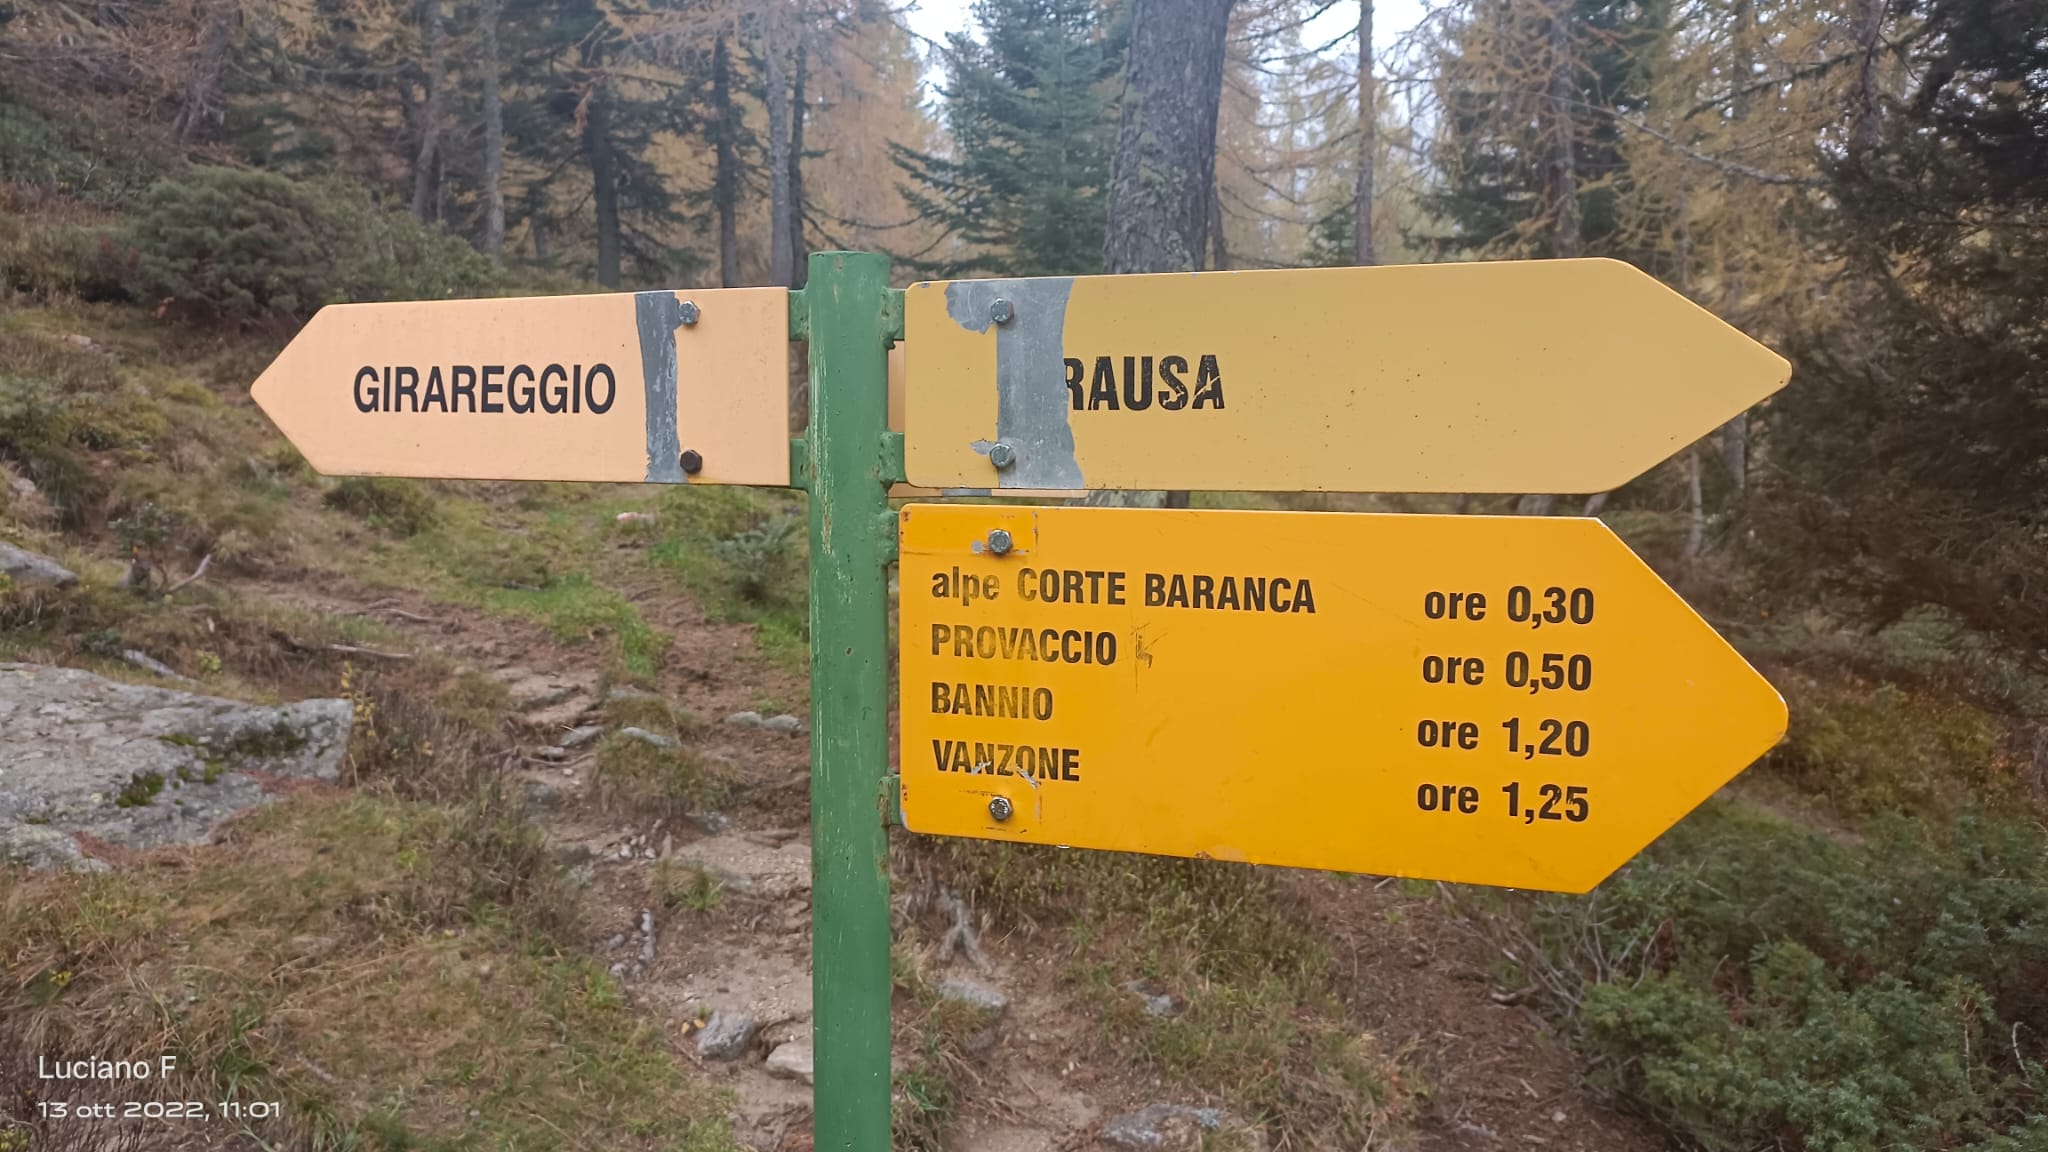 GIRAREGGIO
RAUSA
alpe CORTE BARANCA ore 0,30
PROVACCIO ore 0,50
BANNIO ore 1,20
VANZONE ore 1,25
Luciano F
13 ott 2022, 11:01